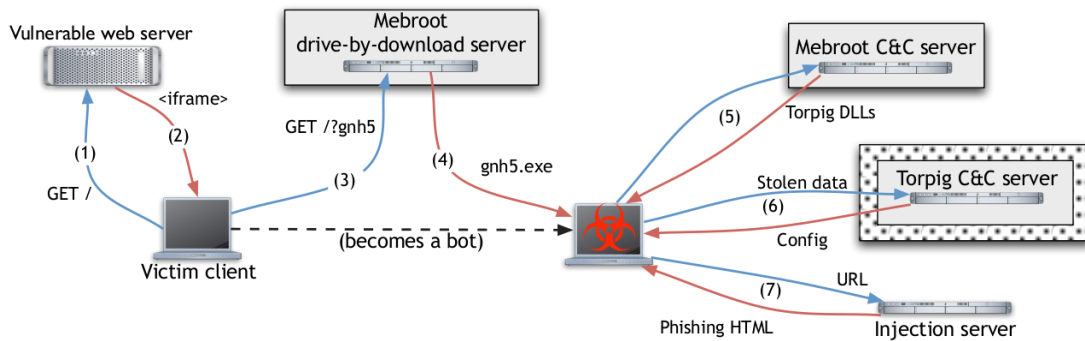 Vulnerable web server
<iframe>
(1)
(2)
GET /
Victim client
Mebroot
drive-by-download server
GET /?gnh5
(3)
(4)
gnh5.exe
(becomes a bot)
Mebroot C&C server
(5)
Torpig DLLs
Torpig C&C server
Stolen data
(6)
Config
URL
(7)
Phishing HTML
Injection server